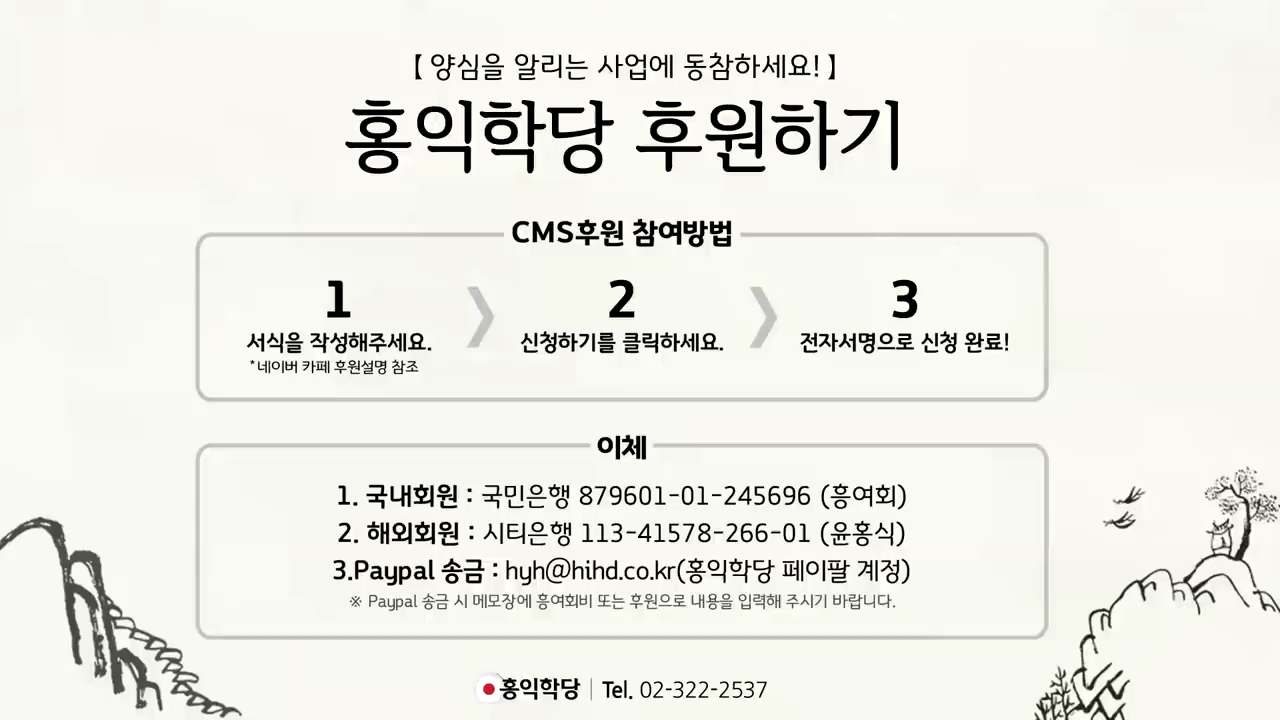 【 양심을 알리는 사업에 동참하세요! 】
홍익학당 후원하기
CMS후원 참여방법
1
서식을 작성해주세요.
*네이버 카페 후원설명 참조
2
신청하기를 클릭하세요.
3
전자서명으로 신청 완료!
이체
1. 국내회원 : 국민은행 879601-01-245696 (흥여회)
2. 해외회원 : 시티은행 113-41578-266-01 (윤홍식)
3.Paypal 송금 : hyh@hihd.co.kr(홍익학당 페이팔 계정)
※ Paypal 송금 시 메모장에 흥여회비 또는 후원으로 내용을 입력해 주시기 바랍니다.
홍익학당 | Tel. 02-322-2537